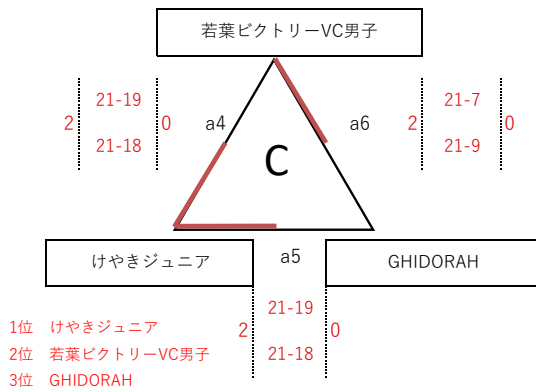 若葉ビクトリーVC男子
2 21-19 0 a4 a6 2 21-7 0
21-18 21-9
C
けやきジュニア a5 GHIDORAH
2 21-19 0
21-18
1位 けやきジュニア
2位 若葉ビクトリーVC男子
3位 GHIDORAH